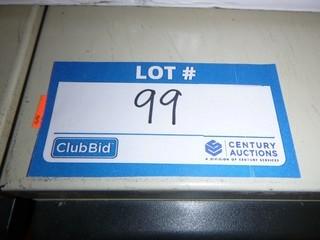 LOT #
99
ClubBid
CENTURY
AUCTIONS
A DIVISION OF CENTURY SERVICES